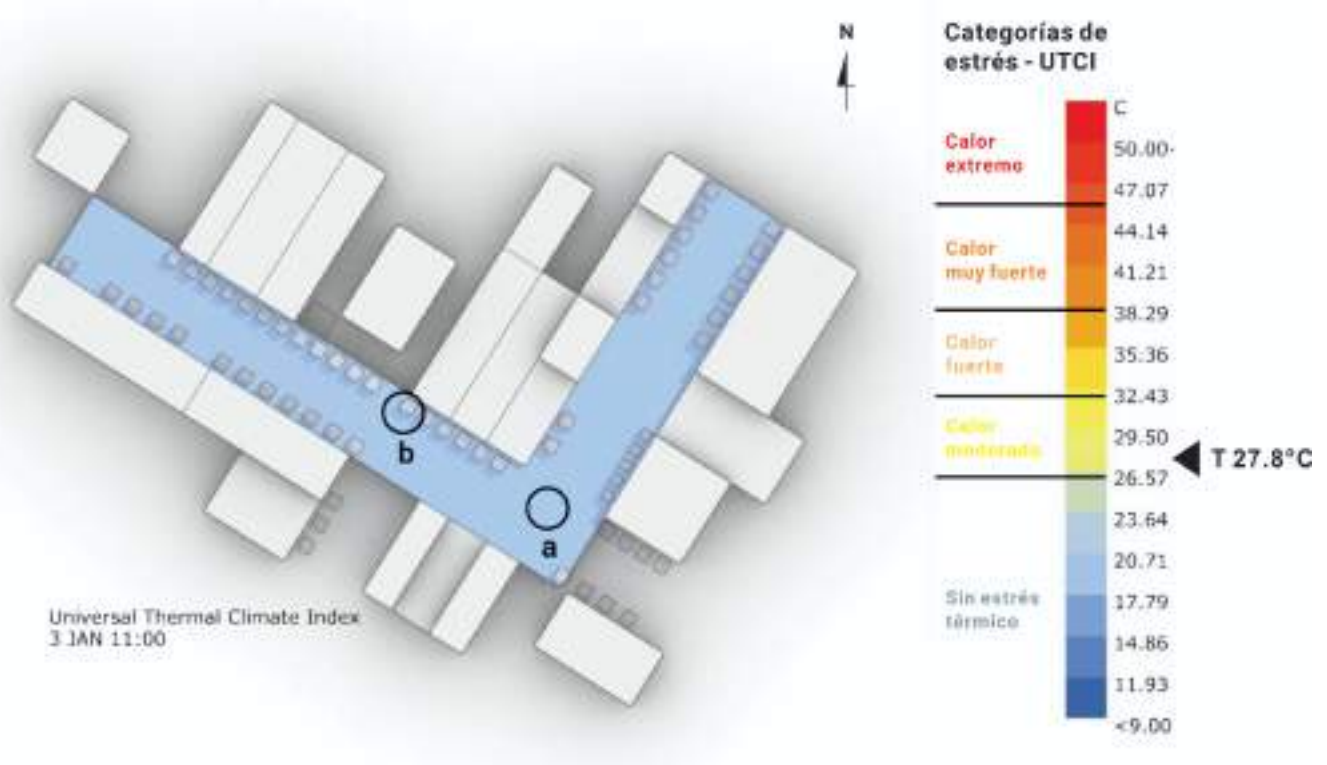 N
Categorías de
estrés - UTCI
C
Calor
extremo
50.00
47.07
44.14
Calor
muy fuerte
41.21
38.29
Calor
fuerte
35.36
32.43
Calor
moderado
29.50
T 27.8°C
26.57
23.64
20.71
Sin estrés
térmico
17.79
14.86
11.93
<9.00
b
a
Universal Thermal Climate Index
3 JAN 11:00